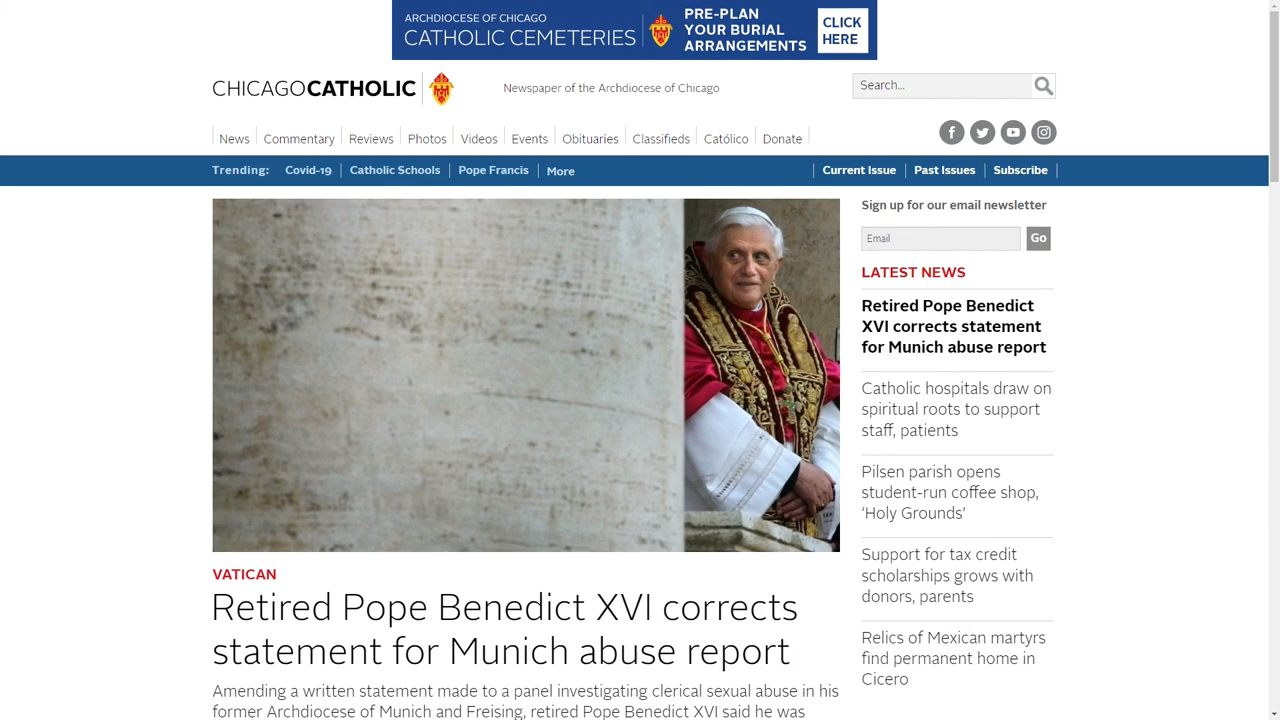 ARCHDIOCESE OF CHICAGO
CATHOLIC CEMETERIES
PRE-PLAN
YOUR BURIAL
ARRANGEMENTS
CLICK
HERE
CHICAGOCATHOLIC
Newspaper of the Archdiocese of Chicago
Search...
News
Commentary
Reviews
Photos
Videos
Events
Obituaries
Classifieds
Católico
Donate
Trending:
Covid-19
Catholic Schools
Pope Francis
More
Current Issue
Past Issues
Subscribe
VATICAN
Retired Pope Benedict XVI corrects
statement for Munich abuse report
Amending a written statement made to a panel investigating clerical sexual abuse in his
former Archdiocese of Munich and Freising, retired Pope Benedict XVI said he was
Sign up for our email newsletter
Email
Go
LATEST NEWS
Retired Pope Benedict
XVI corrects statement
for Munich abuse report
Catholic hospitals draw on
spiritual roots to support
staff, patients
Pilsen parish opens
student-run coffee shop,
‘Holy Grounds’
Support for tax credit
scholarships grows with
donors, parents
Relics of Mexican martyrs
find permanent home in
Cicero